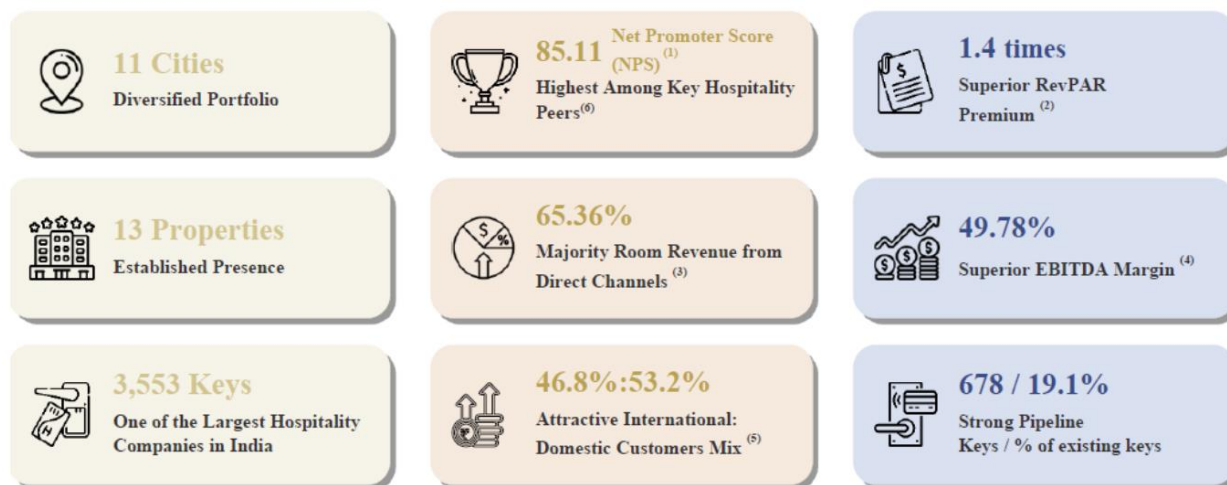 11 Cities
Diversified Portfolio
85.11 Net Promoter Score
(NPS) (1)
Highest Among Key Hospitality
Peers(6)
1.4 times
Superior RevPAR
Premium (2)
13 Properties
Established Presence
65.36%
Majority Room Revenue from
Direct Channels (3)
49.78%
Superior EBITDA Margin (4)
3,553 Keys
One of the Largest Hospitality
Companies in India
46.8%:53.2%
Attractive International:
Domestic Customers Mix (5)
678 / 19.1%
Strong Pipeline
Keys / % of existing keys